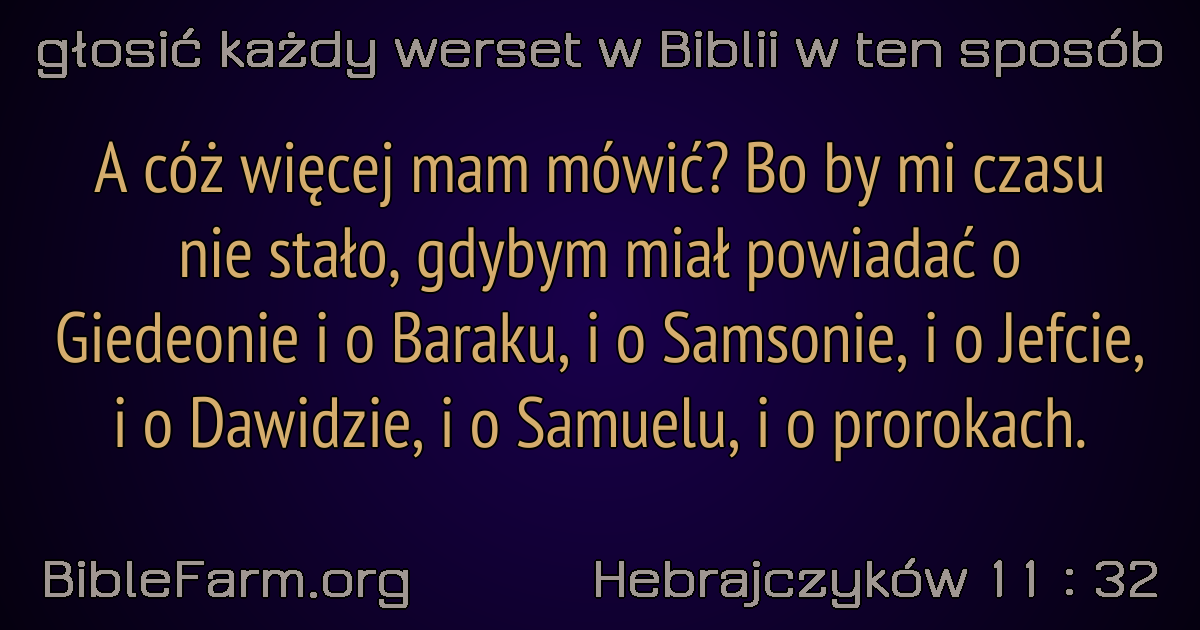 głosić każdy werset w Biblii w ten sposób
A cóż więcej mam mówić? Bo by mi czasu
nie stało, gdybym miał powiadać o
Giedeonie i o Baraku, i o Samsonie, i o Jefcie,
i o Dawidzie, i o Samuelu, i o prorokach.
BibleFarm.org
Hebrajczyków 11 : 32